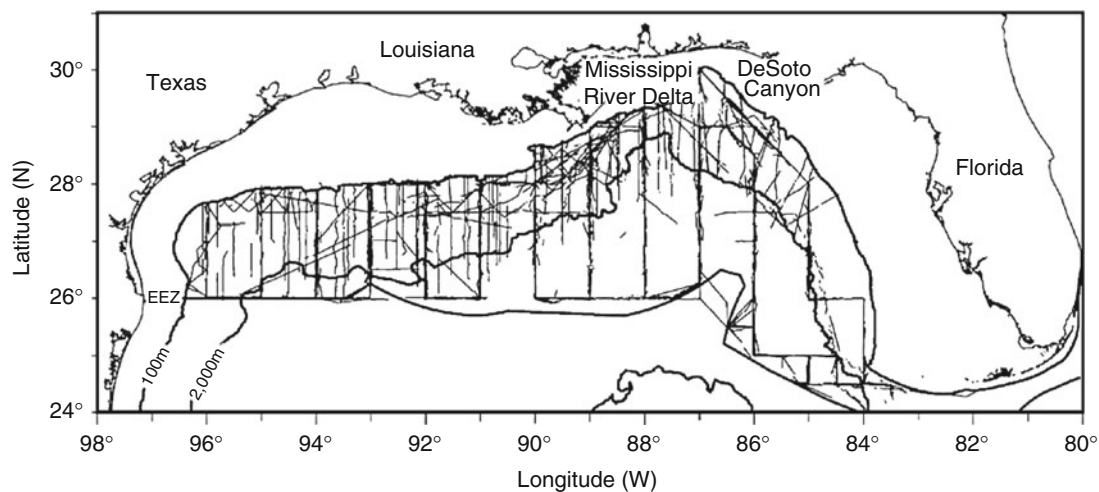 Louisiana
Texas
Mississippi
River Delta
DeSoto
Canyon
Florida
EEZ
100m
2,000m
30°
28°
26°
24°
Latitude (N)
98° 96° 94° 92° 90° 88° 86° 84° 82° 80°
Longitude (W)